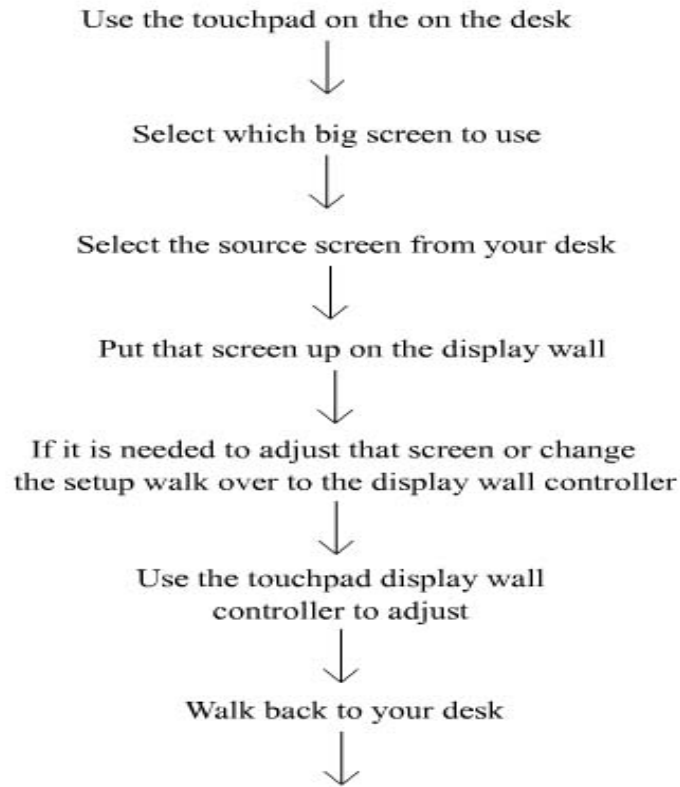 Use the touchpad on the on the desk
Select which big screen to use
Select the source screen from your desk
Put that screen up on the display wall
If it is needed to adjust that screen or change
the setup walk over to the display wall controller
Use the touchpad display wall
controller to adjust
Walk back to your desk